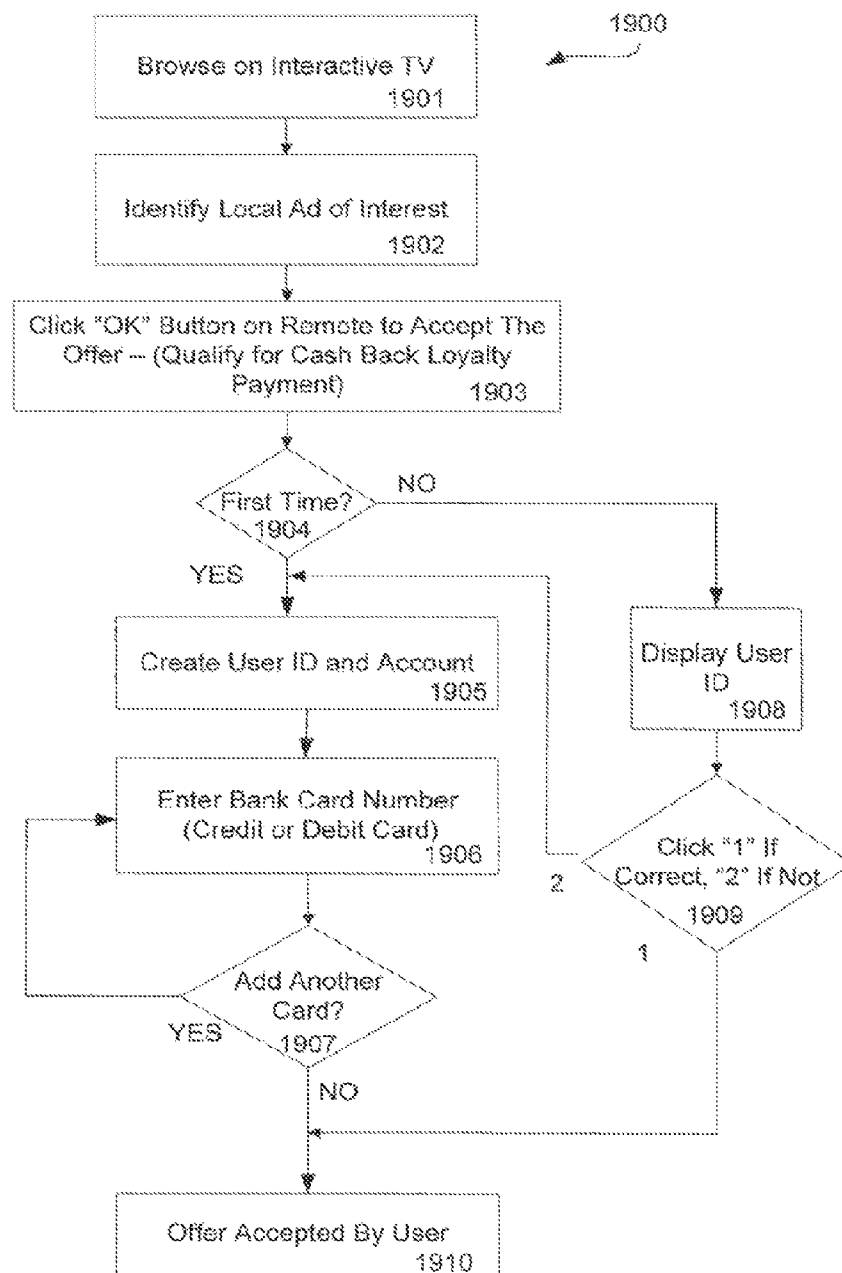 1900
Browse on Interactive TV
1901
Identify Local Ad of Interest
1902
Click "OK" Button on Remote to Accept The
Offer – (Qualify for Cash Back Loyalty
Payment)
1903
First Time?
1904
NO
YES
Create User ID and Account
1905
Display User
ID
1908
Enter Bank Card Number
(Credit or Debit Card)
1906
Click "1" If
Correct, "2" If Not
1909
2
1
Add Another
Card?
1907
YES
NO
Offer Accepted By User
1910